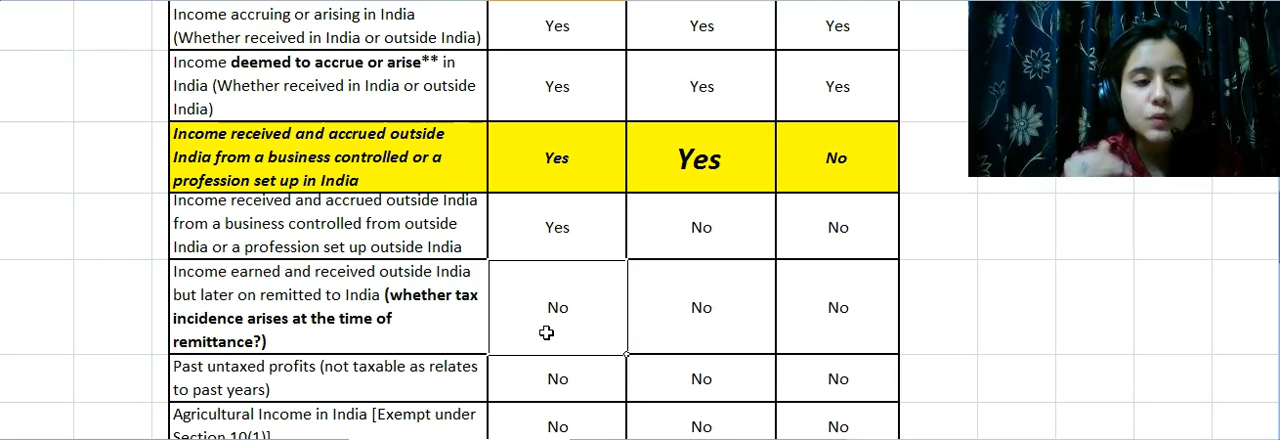 Income accruing or arising in India
(Whether received in India or outside India)
Yes
Yes
Yes
Income deemed to accrue or arise** in
India (Whether received in India or outside
India)
Yes
Yes
Yes
Income received and accrued outside
India from a business controlled or a
profession set up in India
Yes
Yes
No
Income received and accrued outside India
from a business controlled from outside
India or a profession set up outside India
Yes
No
No
Income earned and received outside India
but later on remitted to India (whether tax
incidence arises at the time of
remittance?)
No
No
No
Past untaxed profits (not taxable as relates
to past years)
No
No
No
Agricultural Income in India [Exempt under
Section 10(1)]
No
No
No